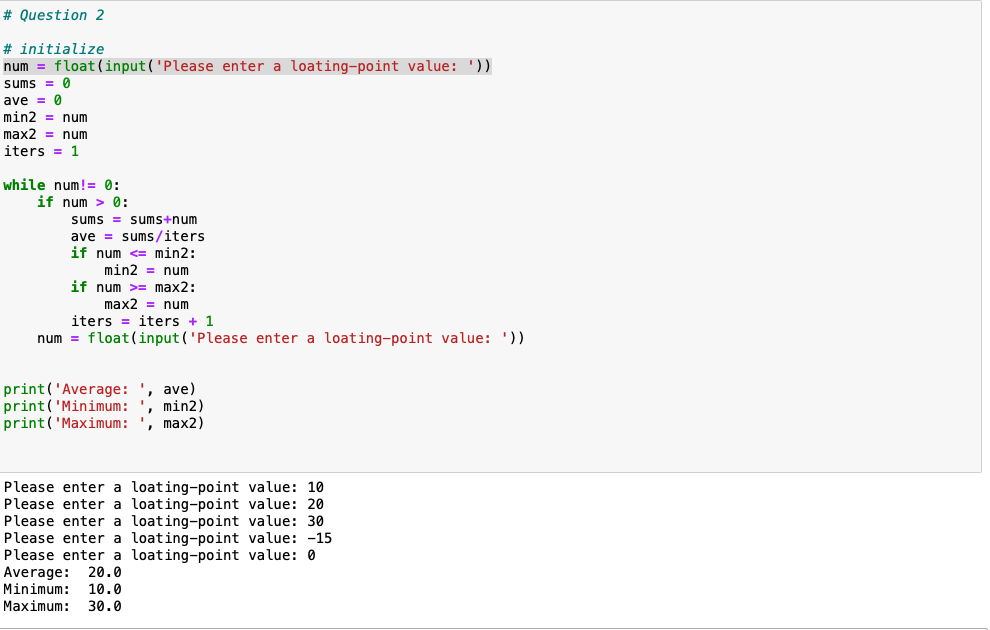 # Question 2
# initialize
num = float(input('Please enter a loating-point value: '))
sums = 0
ave = 0
min2 = num
max2 = num
iters = 1
while num!= 0:
    if num > 0:
        sums = sums+num
        ave = sums/iters
        if num <= min2:
            min2 = num
        if num >= max2:
            max2 = num
        iters = iters + 1
    num = float(input('Please enter a loating-point value: '))
print('Average: ', ave)
print('Minimum: ', min2)
print('Maximum: ', max2)
Please enter a loating-point value: 10
Please enter a loating-point value: 20
Please enter a loating-point value: 30
Please enter a loating-point value: -15
Please enter a loating-point value: 0
Average:  20.0
Minimum:  10.0
Maximum:  30.0